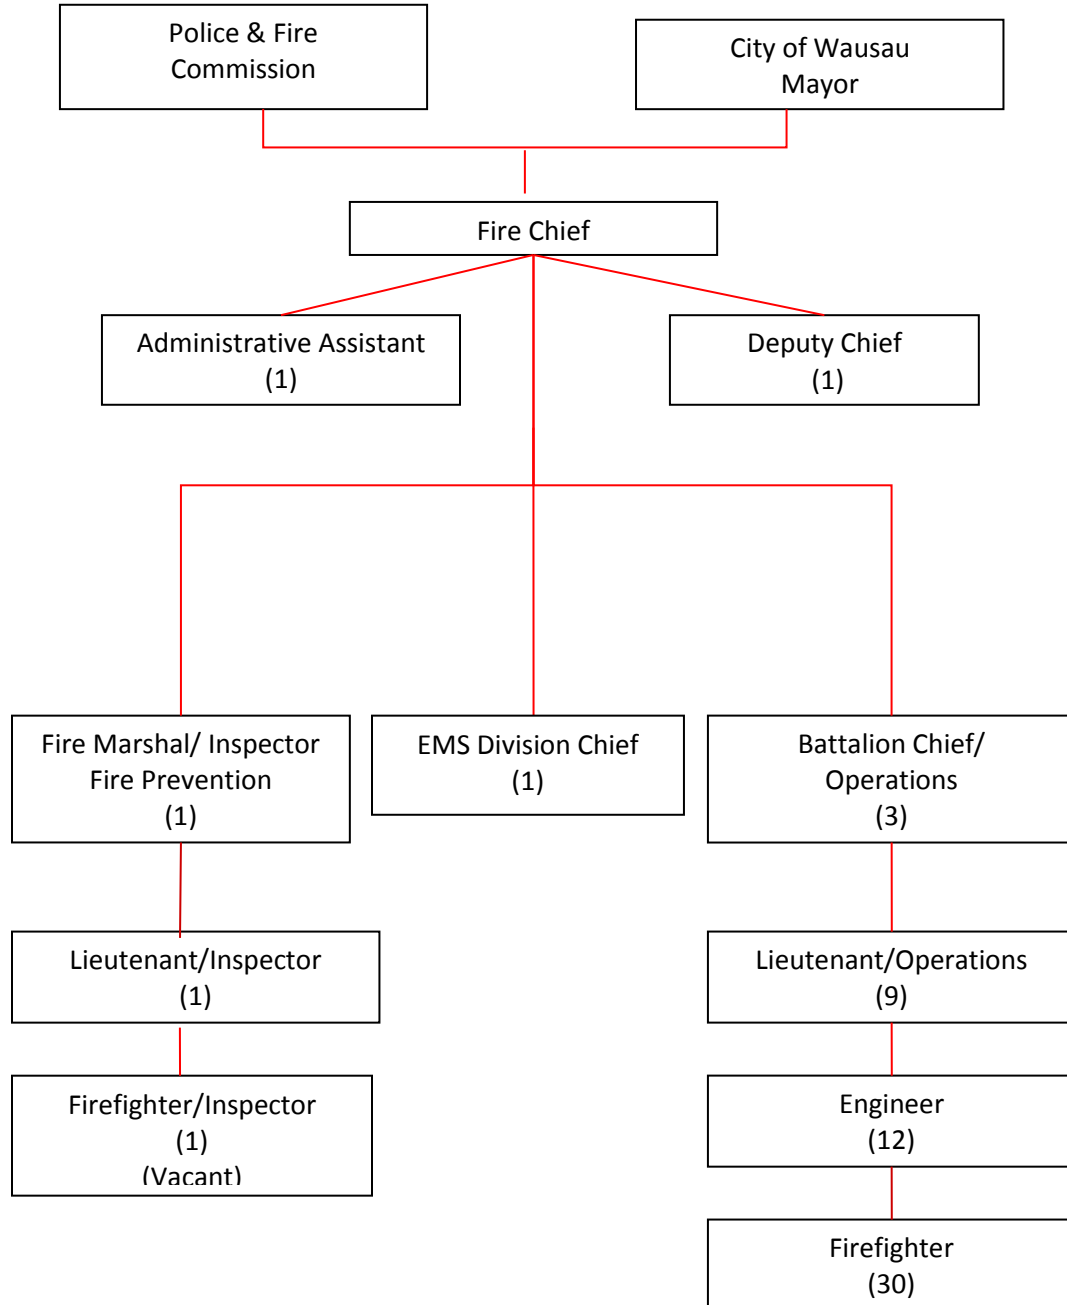 Police & Fire
Commission
City of Wausau
Mayor
Fire Chief
Administrative Assistant
(1)
Deputy Chief
(1)
Fire Marshal/ Inspector
Fire Prevention
(1)
EMS Division Chief
(1)
Battalion Chief/
Operations
(3)
Lieutenant/Inspector
(1)
Lieutenant/Operations
(9)
Firefighter/Inspector
(1)
(Vacant)
Engineer
(12)
Firefighter
(30)